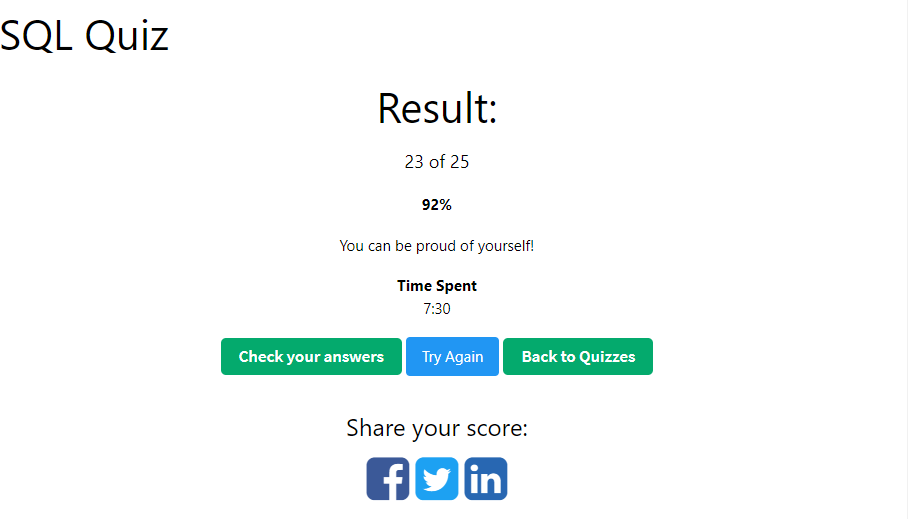 SQL Quiz
Result:
23 of 25
92%
You can be proud of yourself!
Time Spent
7:30
Check your answers Try Again Back to Quizzes
Share your score:
f in